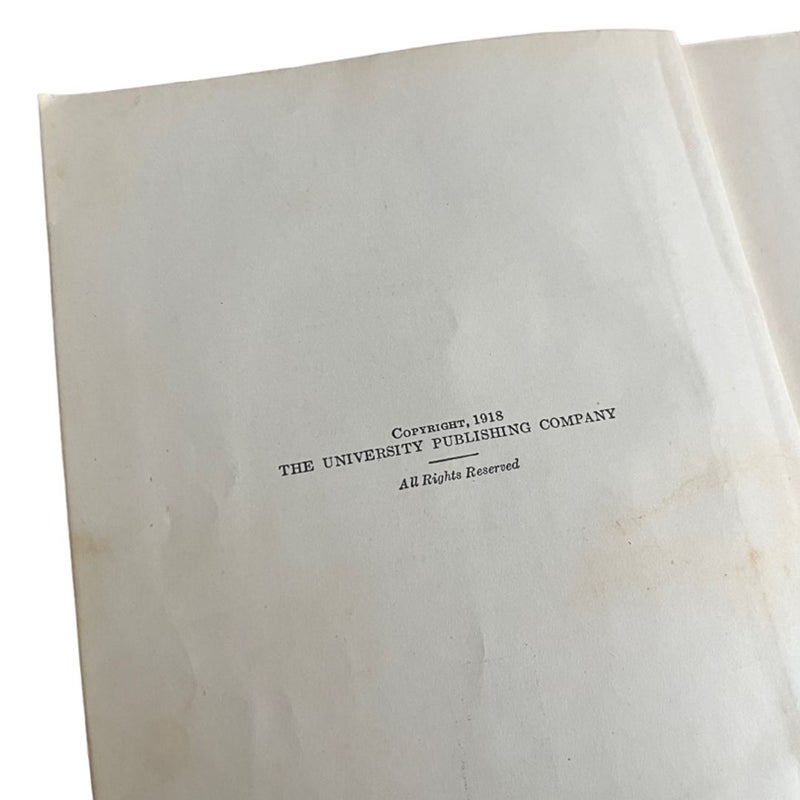 Copyright, 1918
THE UNIVERSITY PUBLISHING COMPANY
All Rights Reserved